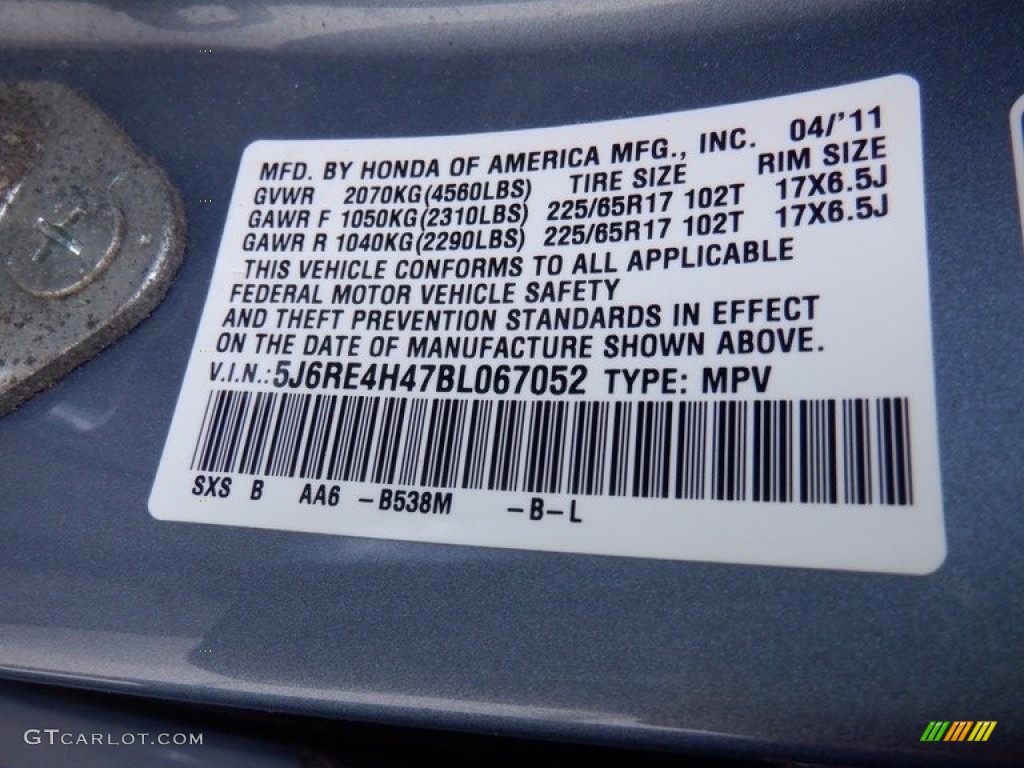 MFD. BY HONDA OF AMERICA MFG., INC. 04/'11
GVWR 2070KG(4560LBS) TIRE SIZE RIM SIZE
GAWR F 1050KG(2310LBS) 225/65R17 102T 17X6.5J
GAWR R 1040KG(2290LBS) 225/65R17 102T 17X6.5J
THIS VEHICLE CONFORMS TO ALL APPLICABLE
FEDERAL MOTOR VEHICLE SAFETY
AND THEFT PREVENTION STANDARDS IN EFFECT
ON THE DATE OF MANUFACTURE SHOWN ABOVE.
V.I.N.: 5J6RE4H47BL067052 TYPE: MPV
SXS B AA6 -B538M -B-L
GTCARLOT.COM